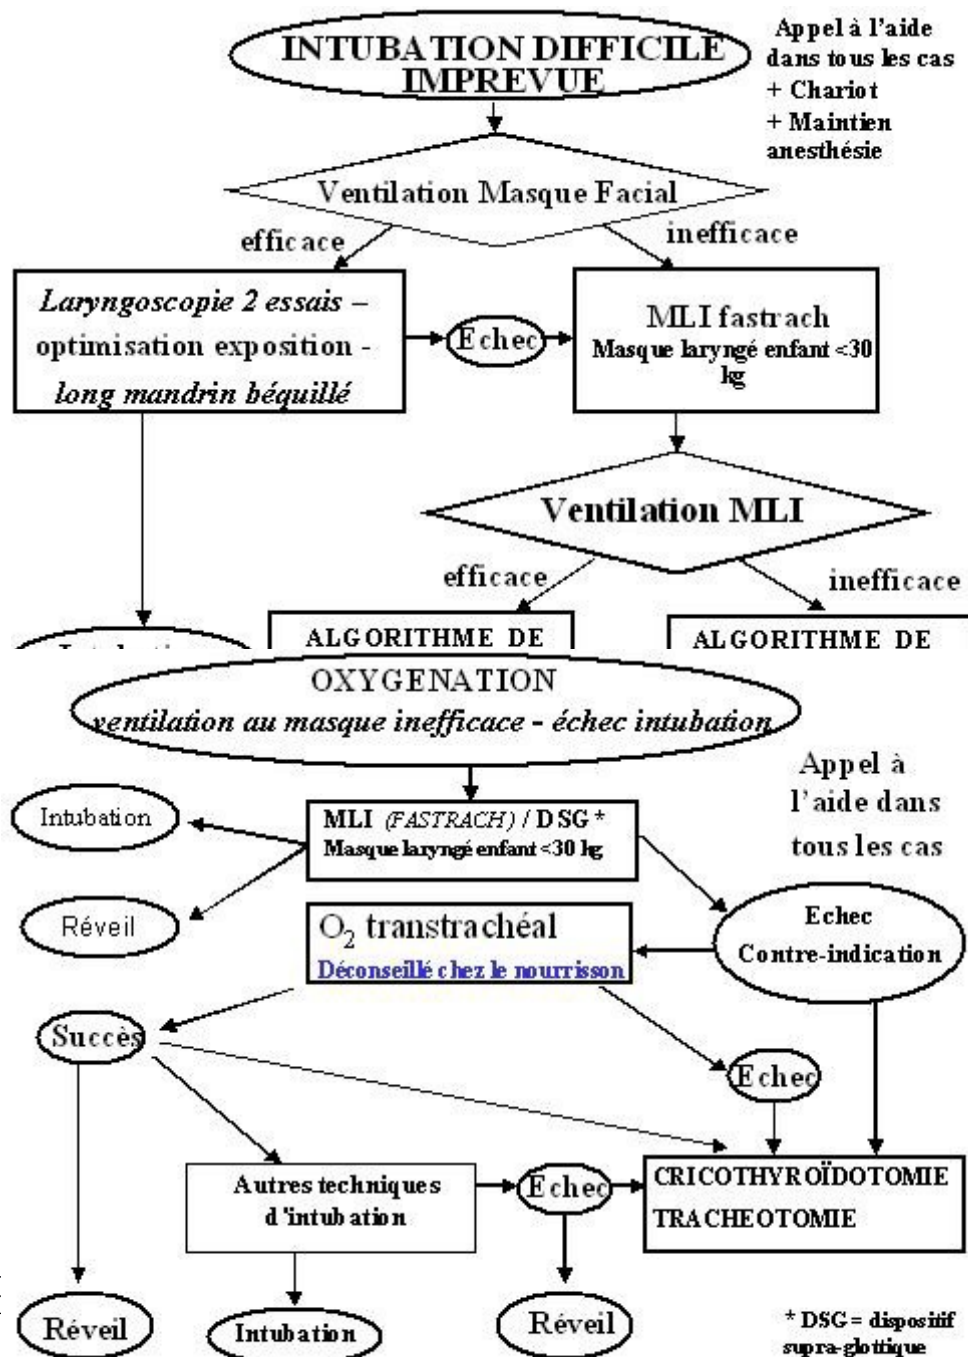 INTUBATION DIFFICILE
IMPREVUE
Appel à l'aide
dans tous les cas
+ Chariot
+ Maintien
anesthésie
Ventilation Masque Facial
efficace
inefficace
Laryngoscopie 2 essais –
optimisation exposition -
long mandrin béquillé
Echec
MLI fastrach
Masque laryngé enfant <30
kg
Ventilation MLI
efficace
inefficace
ALGORITHME DE
ALGORITHME DE
OXYGENATION
ventilation au masque inefficace - échec intubation
Appel à
l'aide dans
tous les cas
Intubation
MLI (FASTRACH) / DSG *
Masque laryngé enfant <30 kg
Réveil
O2 transtrachéal
Déconseillé chez le nourrisson
Echec
Contre-indication
Succès
Echec
Autres techniques
d'intubation
Echec
CRICOTHYROÏDOTOMIE
TRACHEOTOMIE
Réveil
Intubation
Réveil
* DSG = dispositif
supra-glottique